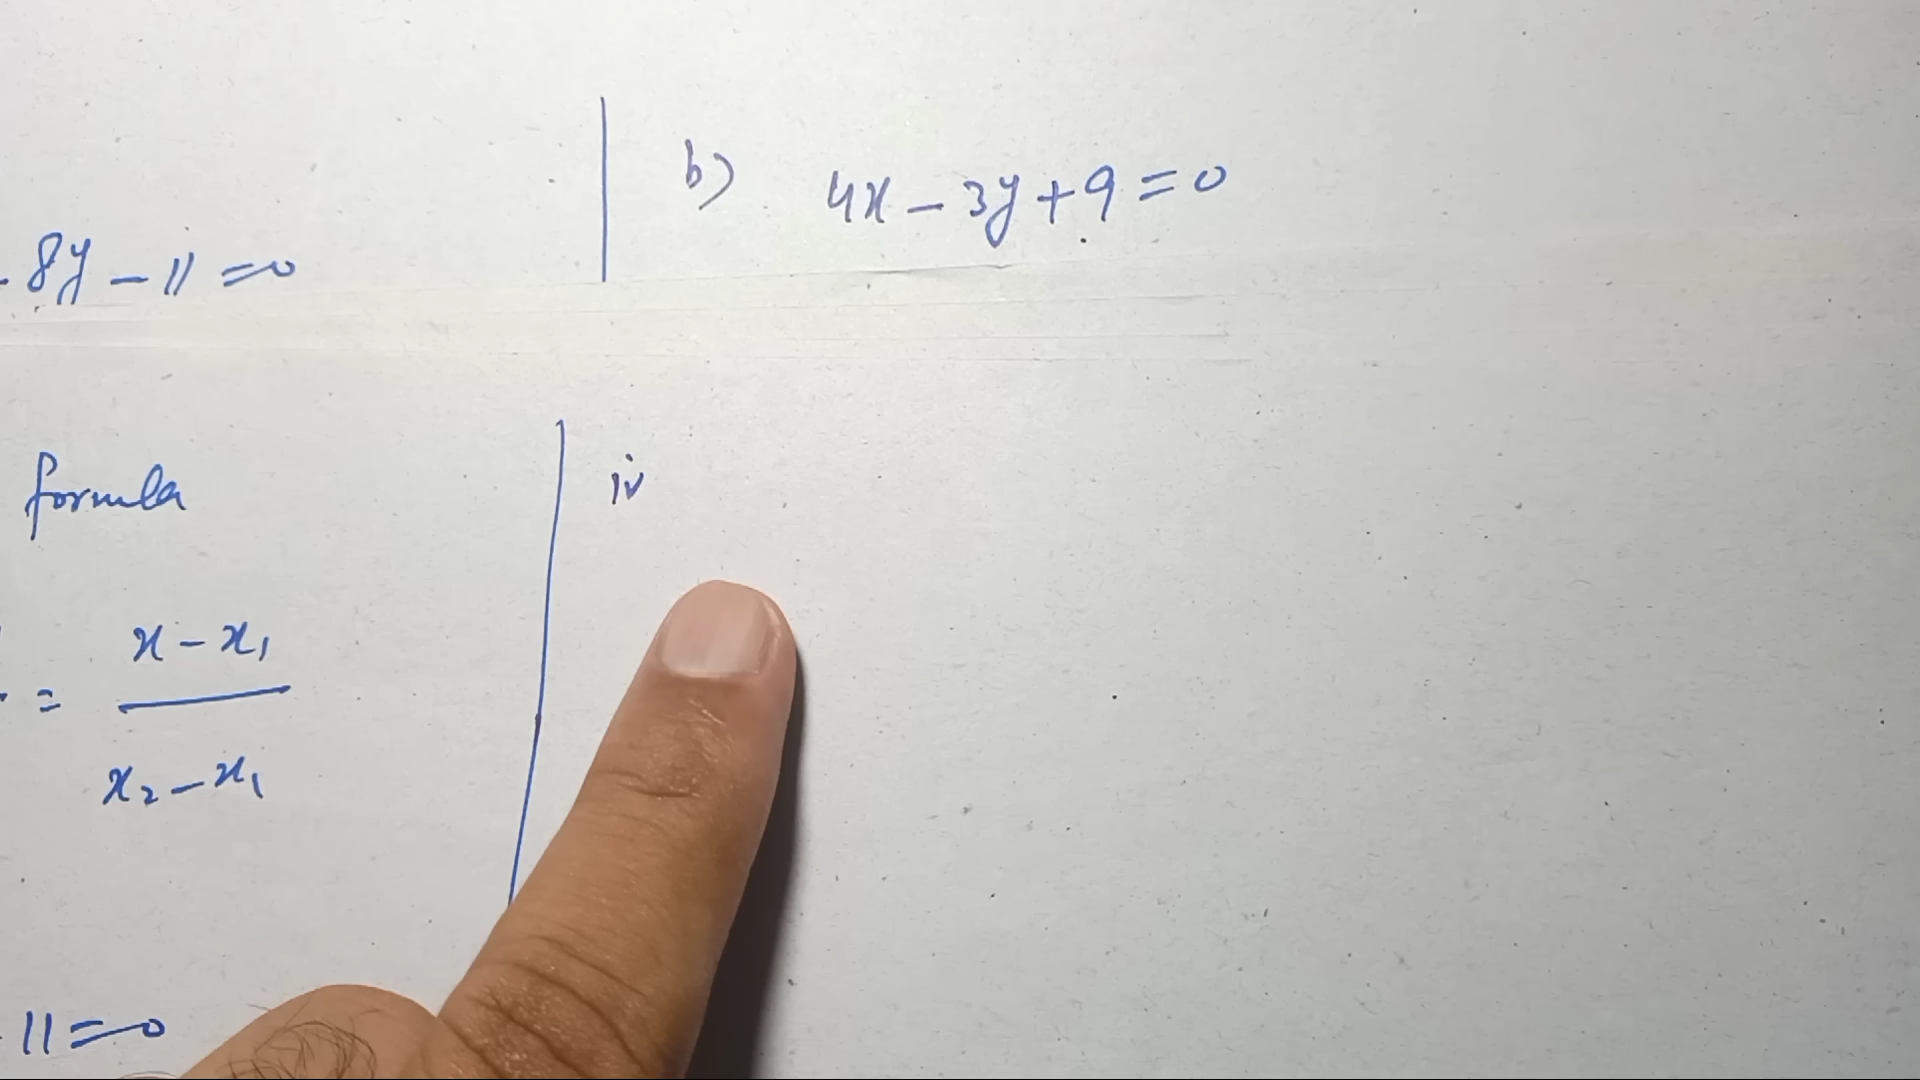 b) 4x - 3y + 9 = 0
- 8y - 11 = 0
formula
iv
= x - x₁
x₂ - x₁
- 11 = 0